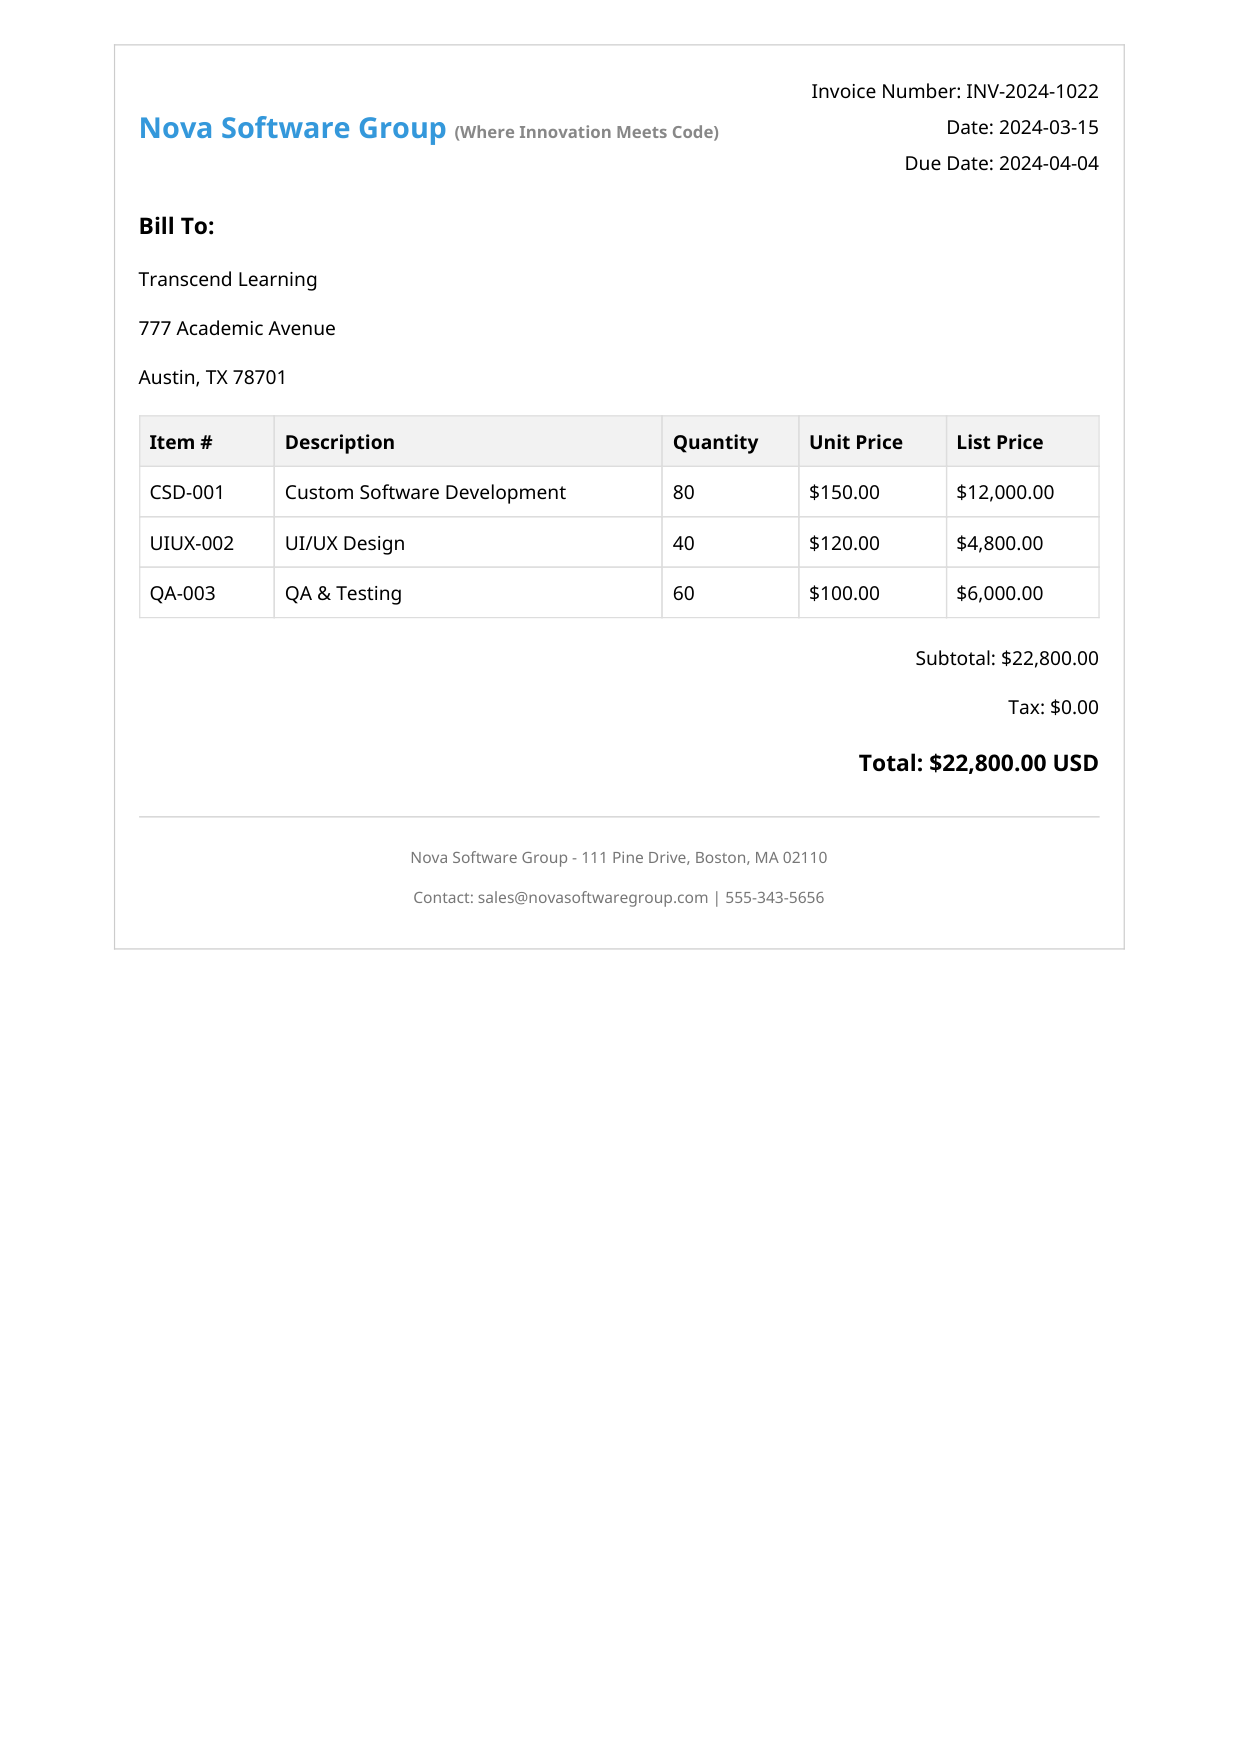 Invoice Number: INV-2024-1022
Nova Software Group (Where Innovation Meets Code)
Date: 2024-03-15
Due Date: 2024-04-04
Bill To:
Transcend Learning
777 Academic Avenue
Austin, TX 78701
Item # Description Quantity Unit Price List Price
CSD-001 Custom Software Development 80 $150.00 $12,000.00
UIUX-002 UI/UX Design 40 $120.00 $4,800.00
QA-003 QA & Testing 60 $100.00 $6,000.00
Subtotal: $22,800.00
Tax: $0.00
Total: $22,800.00 USD
Nova Software Group - 111 Pine Drive, Boston, MA 02110
Contact: sales@novasoftwaregroup.com | 555-343-5656